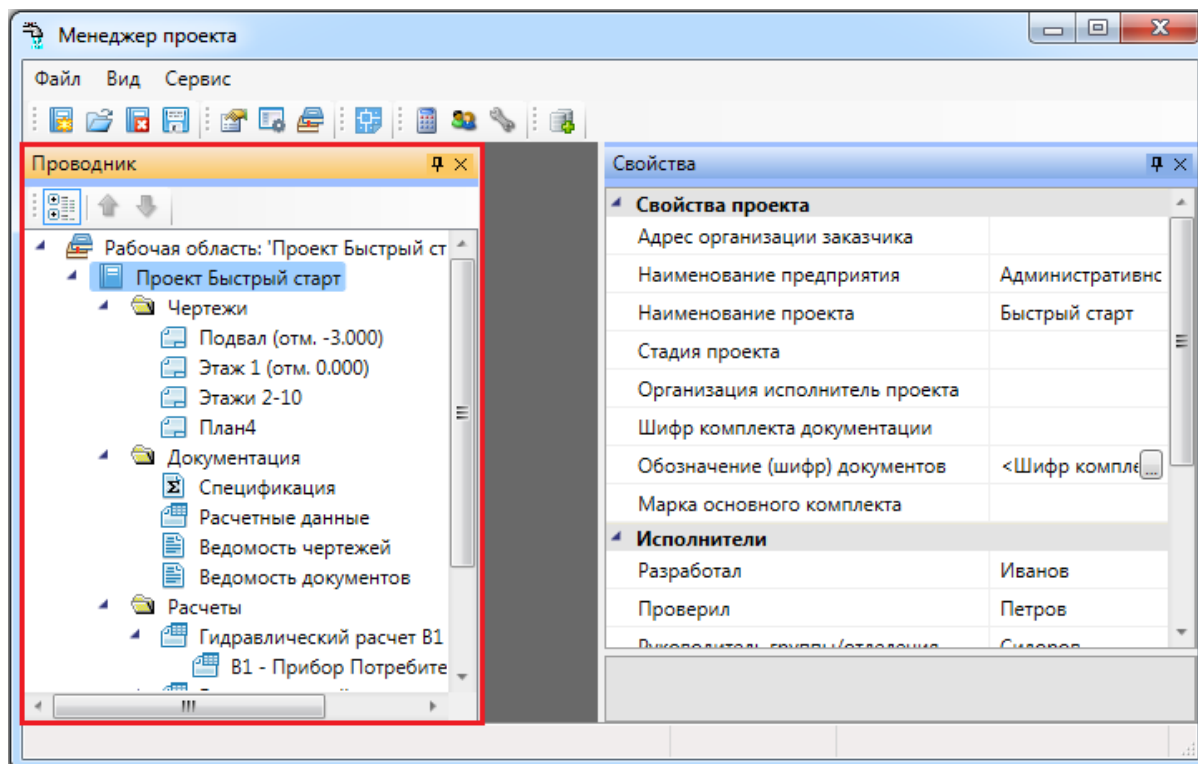 Менеджер проекта
Файл Вид Сервис
Проводник
Рабочая область: 'Проект Быстрый ст
Проект Быстрый старт
Чертежи
Подвал (отм. -3.000)
Этаж 1 (отм. 0.000)
Этажи 2-10
План4
Документация
Спецификация
Расчетные данные
Ведомость чертежей
Ведомость документов
Расчеты
Гидравлический расчет В1
В1 - Прибор Потребите
Свойства
Свойства проекта
Адрес организации заказчика
Наименование предприятия Административнс
Наименование проекта Быстрый старт
Стадия проекта
Организация исполнитель проекта
Шифр комплекта документации
Обозначение (шифр) документов <Шифр компле ...
Марка основного комплекта
Исполнители
Разработал Иванов
Проверил Петров
Руководитель группы/отделения Сидоров